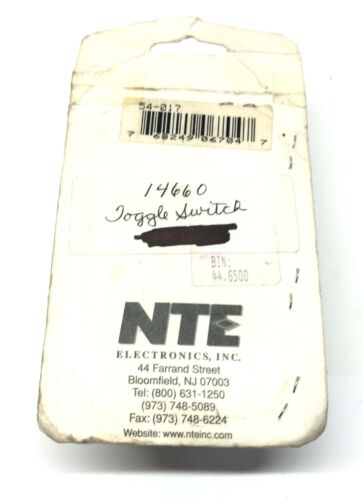 54-017
7 68249 06704 7
14660
Toggle Switch
BIN:
44.6500
NTE
ELECTRONICS, INC.
44 Farrand Street
Bloomfield, NJ 07003
Tel: (800) 631-1250
(973) 748-5089
Fax: (973) 748-6224
Website: www.nteinc.com